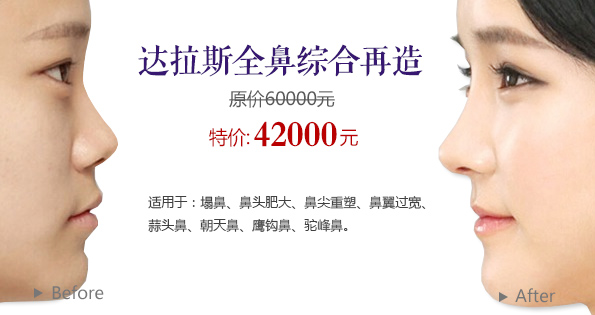 达拉斯全鼻综合再造
原价60000元
特价:42000元
适用于：塌鼻、鼻头肥大、鼻尖重塑、鼻翼过宽、
蒜头鼻、朝天鼻、鹰钩鼻、驼峰鼻。
Before
After